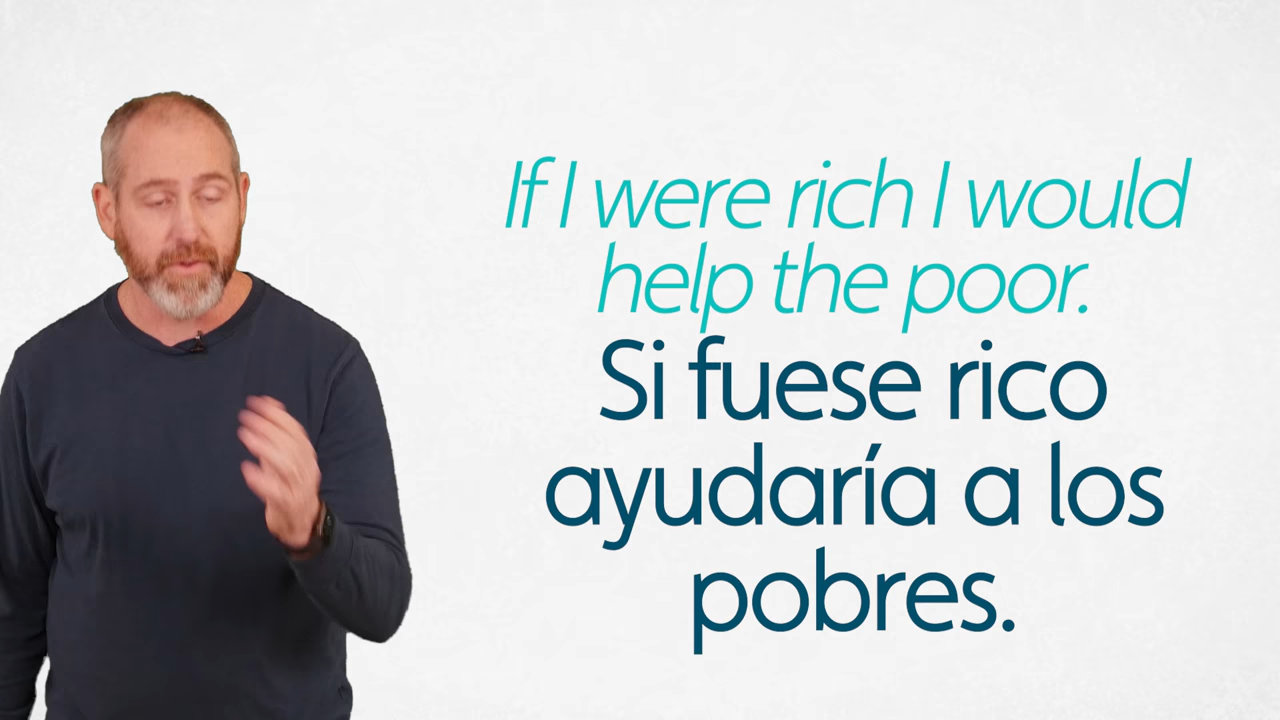 If I were rich I would
help the poor.
Si fuese rico
ayudaría a los
pobres.